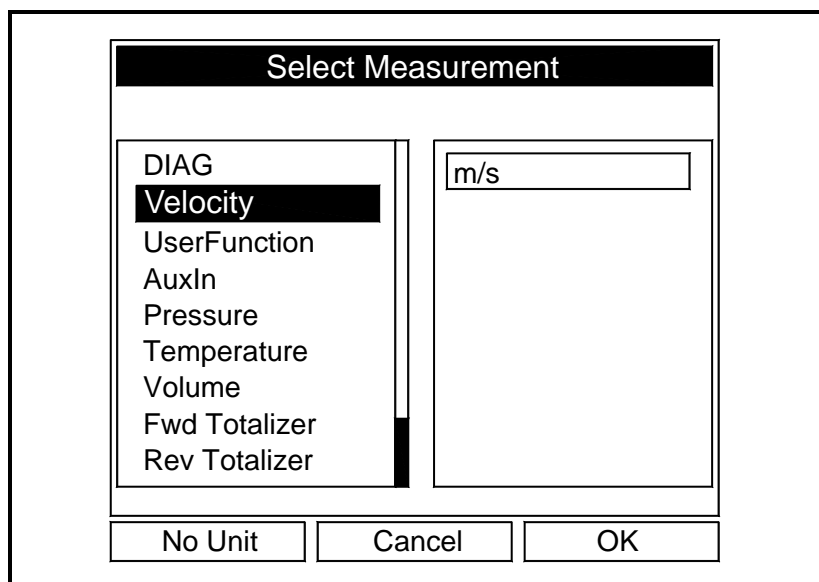 Select Measurement
DIAG
Velocity
UserFunction
AuxIn
Pressure
Temperature
Volume
Fwd Totalizer
Rev Totalizer
m/s
No Unit
Cancel
OK